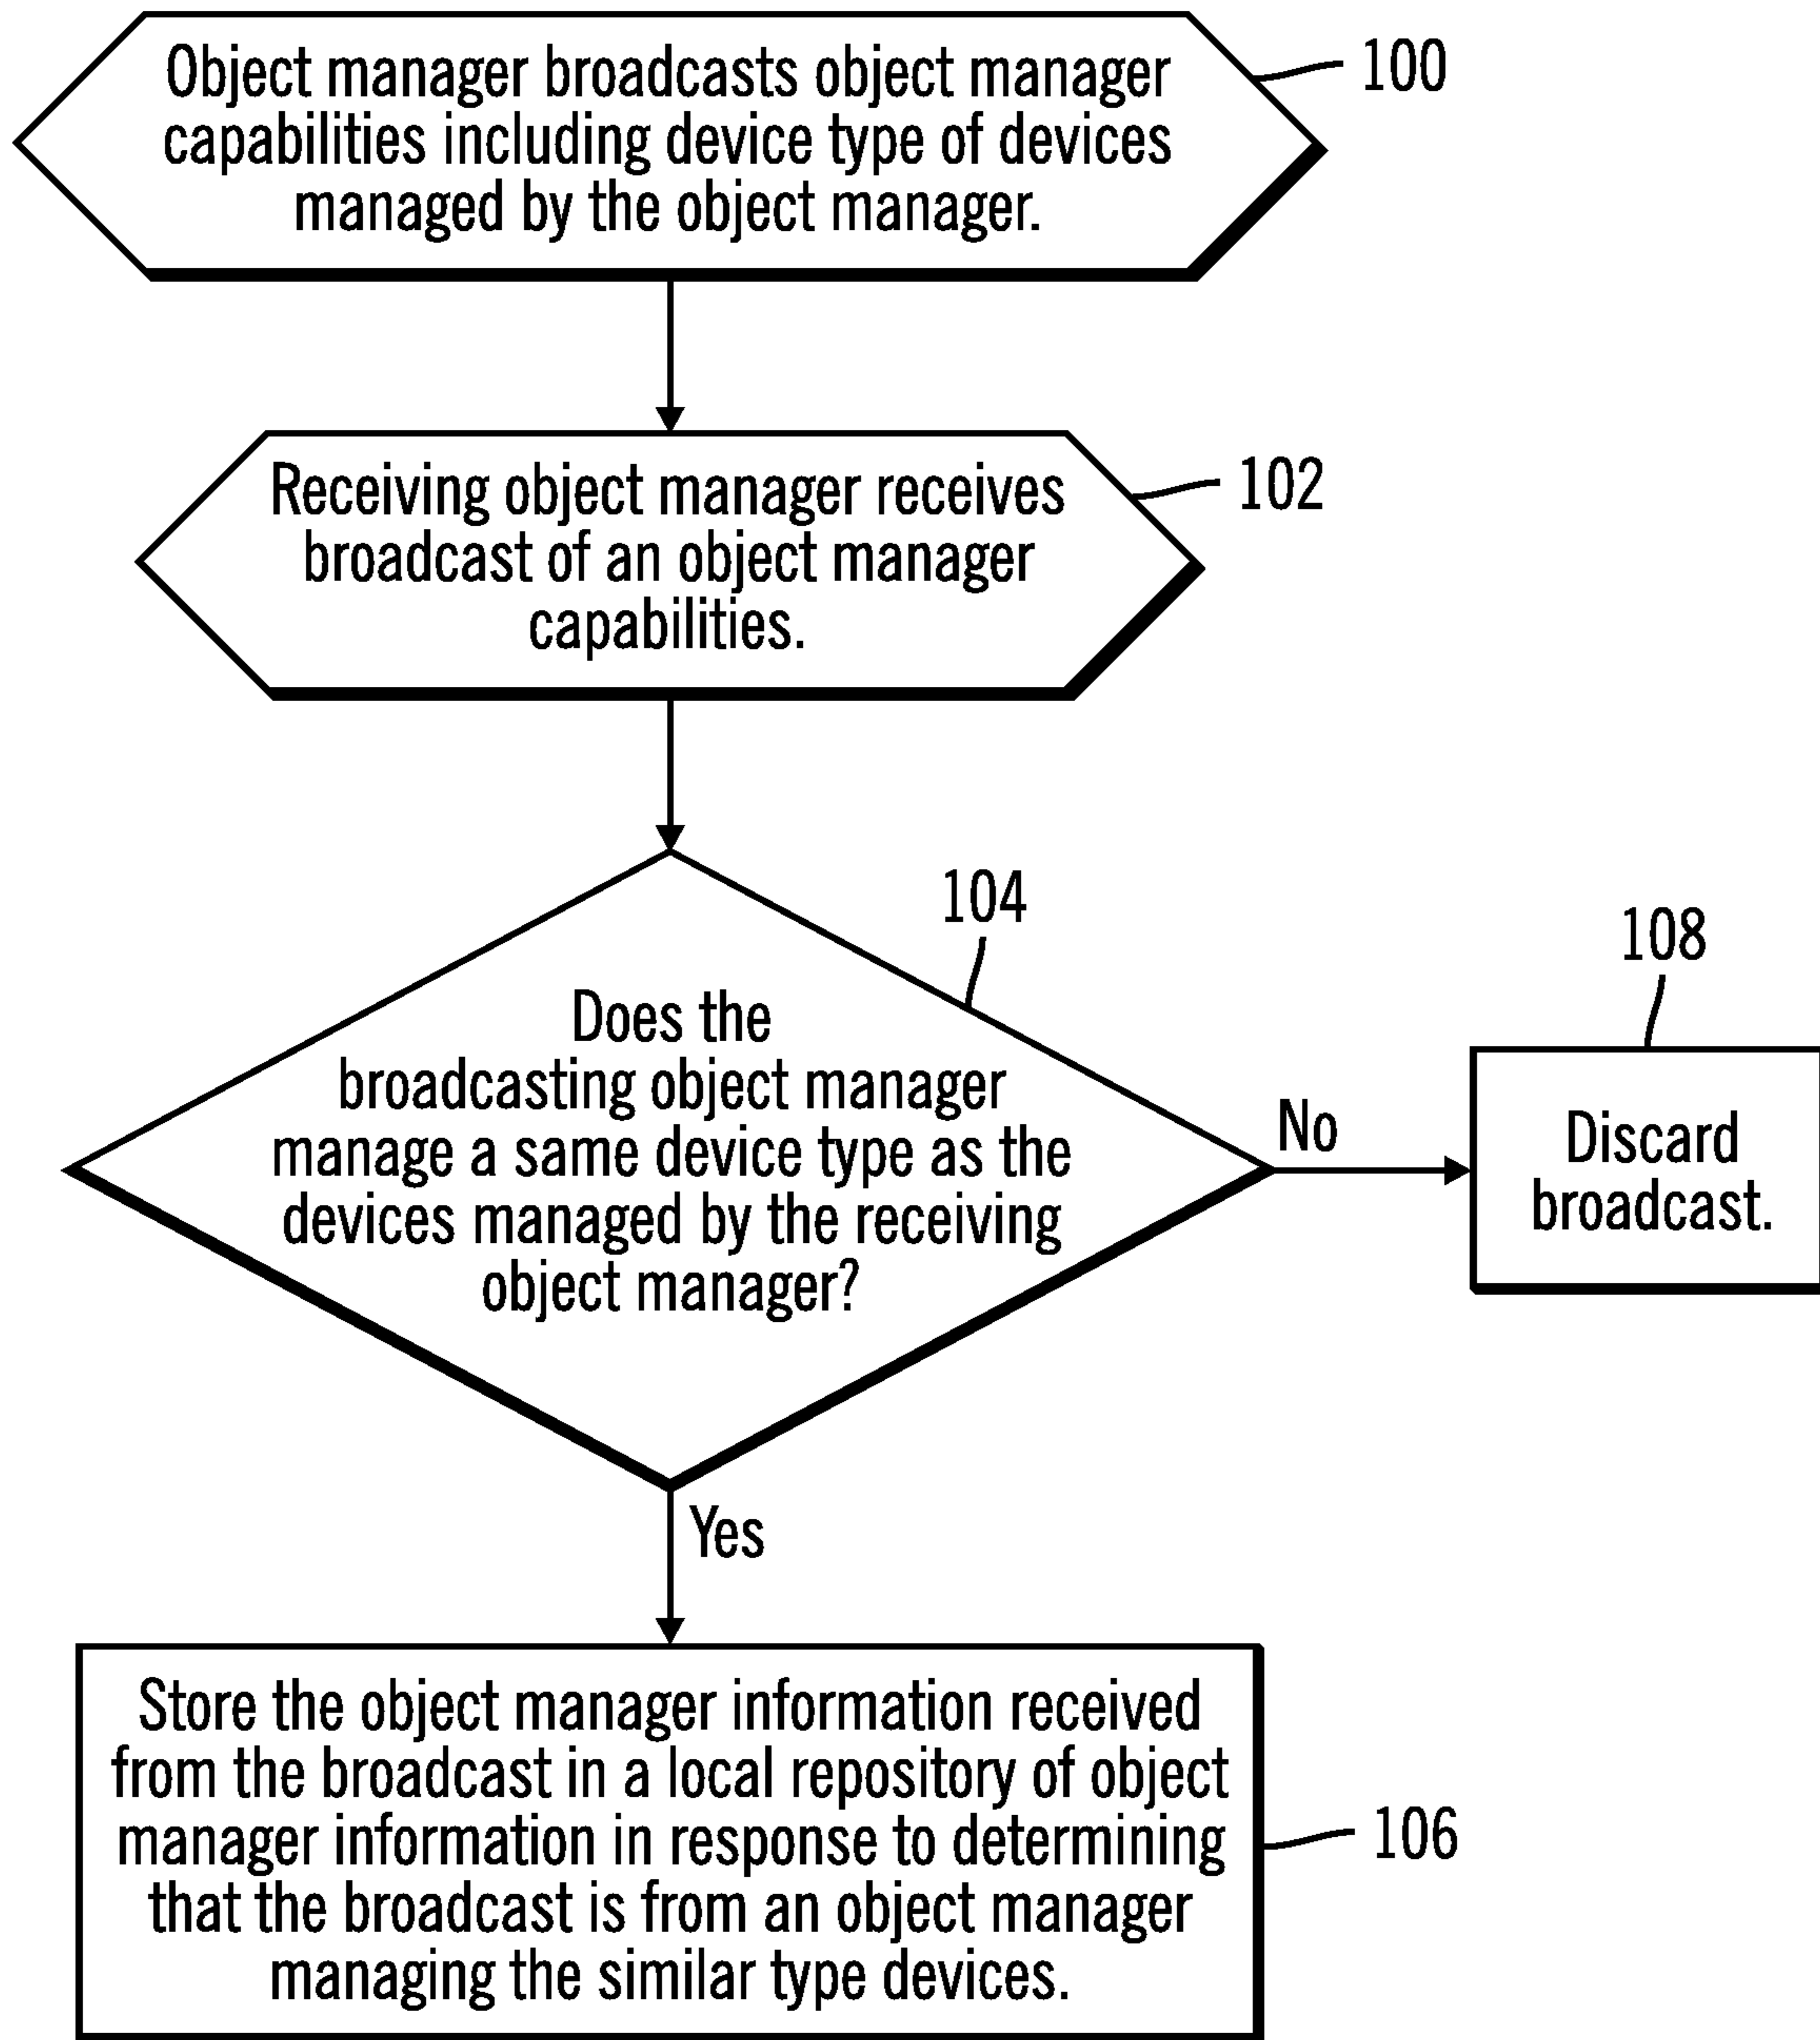 Object manager broadcasts object manager
capabilities including device type of devices
managed by the object manager.
100
Receiving object manager receives
broadcast of an object manager
capabilities.
102
104
Does the
broadcasting object manager
manage a same device type as the
devices managed by the receiving
object manager?
No
108
Discard
broadcast.
Yes
Store the object manager information received
from the broadcast in a local repository of object
manager information in response to determining
that the broadcast is from an object manager
managing the similar type devices.
106